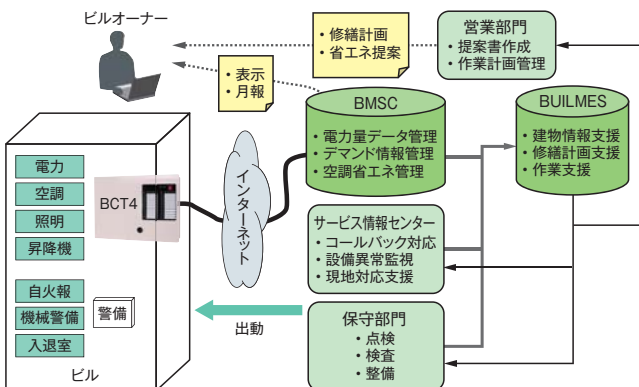 ビルオーナー
・修繕計画
・省エネ提案
営業部門
・提案書作成
・作業計画管理
・表示
・月報
BMSC
・電力量データ管理
・デマンド情報管理
・空調省エネ管理
BUILMES
・建物情報支援
・修繕計画支援
・作業支援
電力
空調
照明
昇降機
BCT4
インターネット
自火報
機械警備
入退室
警備
ビル
サービス情報センター
・コールバック対応
・設備異常監視
・現地対応支援
出動
保守部門
・点検
・検査
・整備